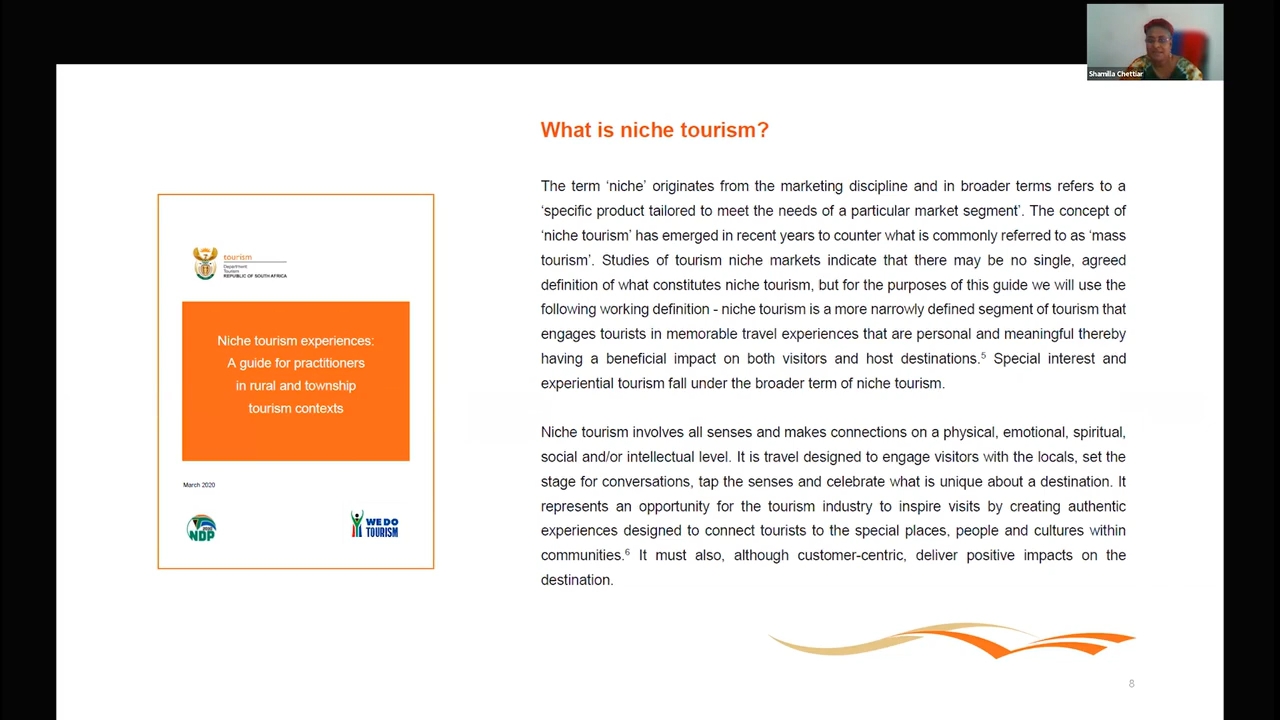 Shamilla Chettiar
What is niche tourism?
The term ‘niche’ originates from the marketing discipline and in broader terms refers to a
‘specific product tailored to meet the needs of a particular market segment’. The concept of
‘niche tourism’ has emerged in recent years to counter what is commonly referred to as ‘mass
tourism’. Studies of tourism niche markets indicate that there may be no single, agreed
definition of what constitutes niche tourism, but for the purposes of this guide we will use the
following working definition - niche tourism is a more narrowly defined segment of tourism that
engages tourists in memorable travel experiences that are personal and meaningful thereby
having a beneficial impact on both visitors and host destinations.⁵ Special interest and
experiential tourism fall under the broader term of niche tourism.
Niche tourism involves all senses and makes connections on a physical, emotional, spiritual,
social and/or intellectual level. It is travel designed to engage visitors with the locals, set the
stage for conversations, tap the senses and celebrate what is unique about a destination. It
represents an opportunity for the tourism industry to inspire visits by creating authentic
experiences designed to connect tourists to the special places, people and cultures within
communities.⁶ It must also, although customer-centric, deliver positive impacts on the
destination.
tourism
Department
Tourism
REPUBLIC OF SOUTH AFRICA
Niche tourism experiences:
A guide for practitioners
in rural and township
tourism contexts
March 2020
2030
NDP
WE DO
TOURISM
8